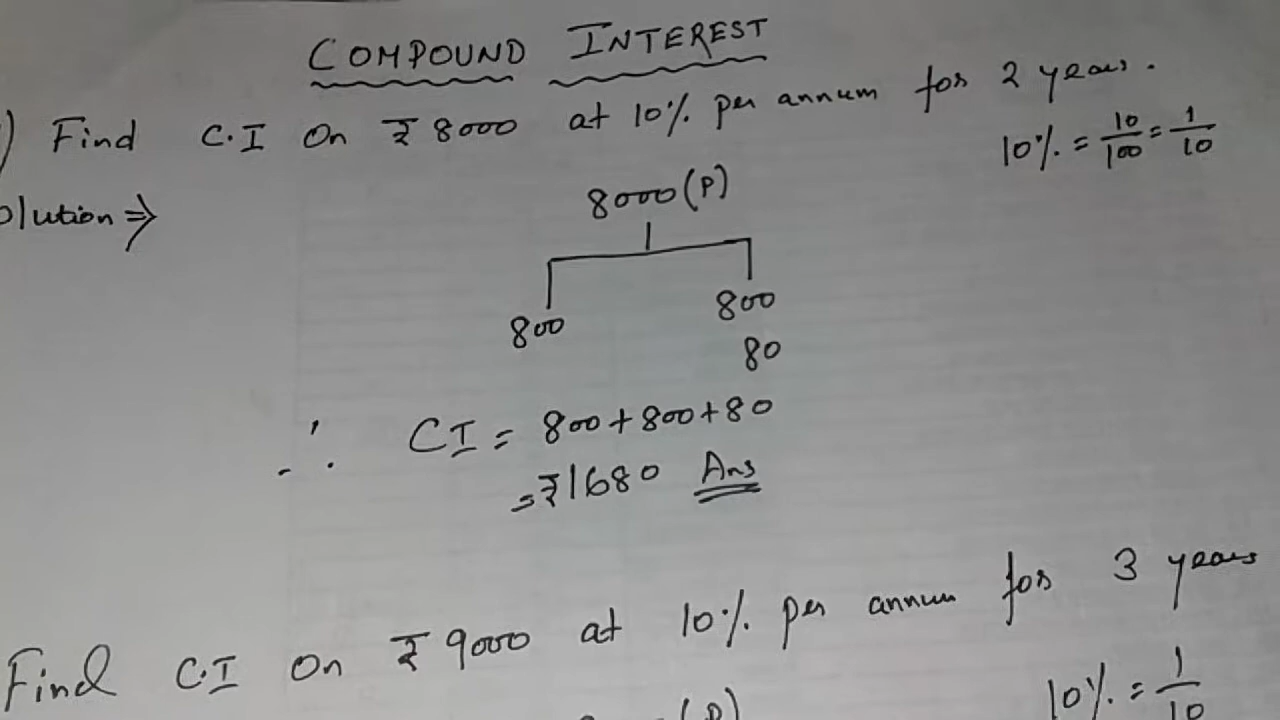 COMPOUND INTEREST
) Find C.I On ₹ 8000 at 10% per annum for 2 years.
10% = 10/100 = 1/10
olution ⇒
8000 (P)
800 800
80
∴ CI = 800 + 800 + 80
= ₹1680 Ans
Find C.I On ₹ 9000 at 10% per annum for 3 years
10% = 1/10
(P)